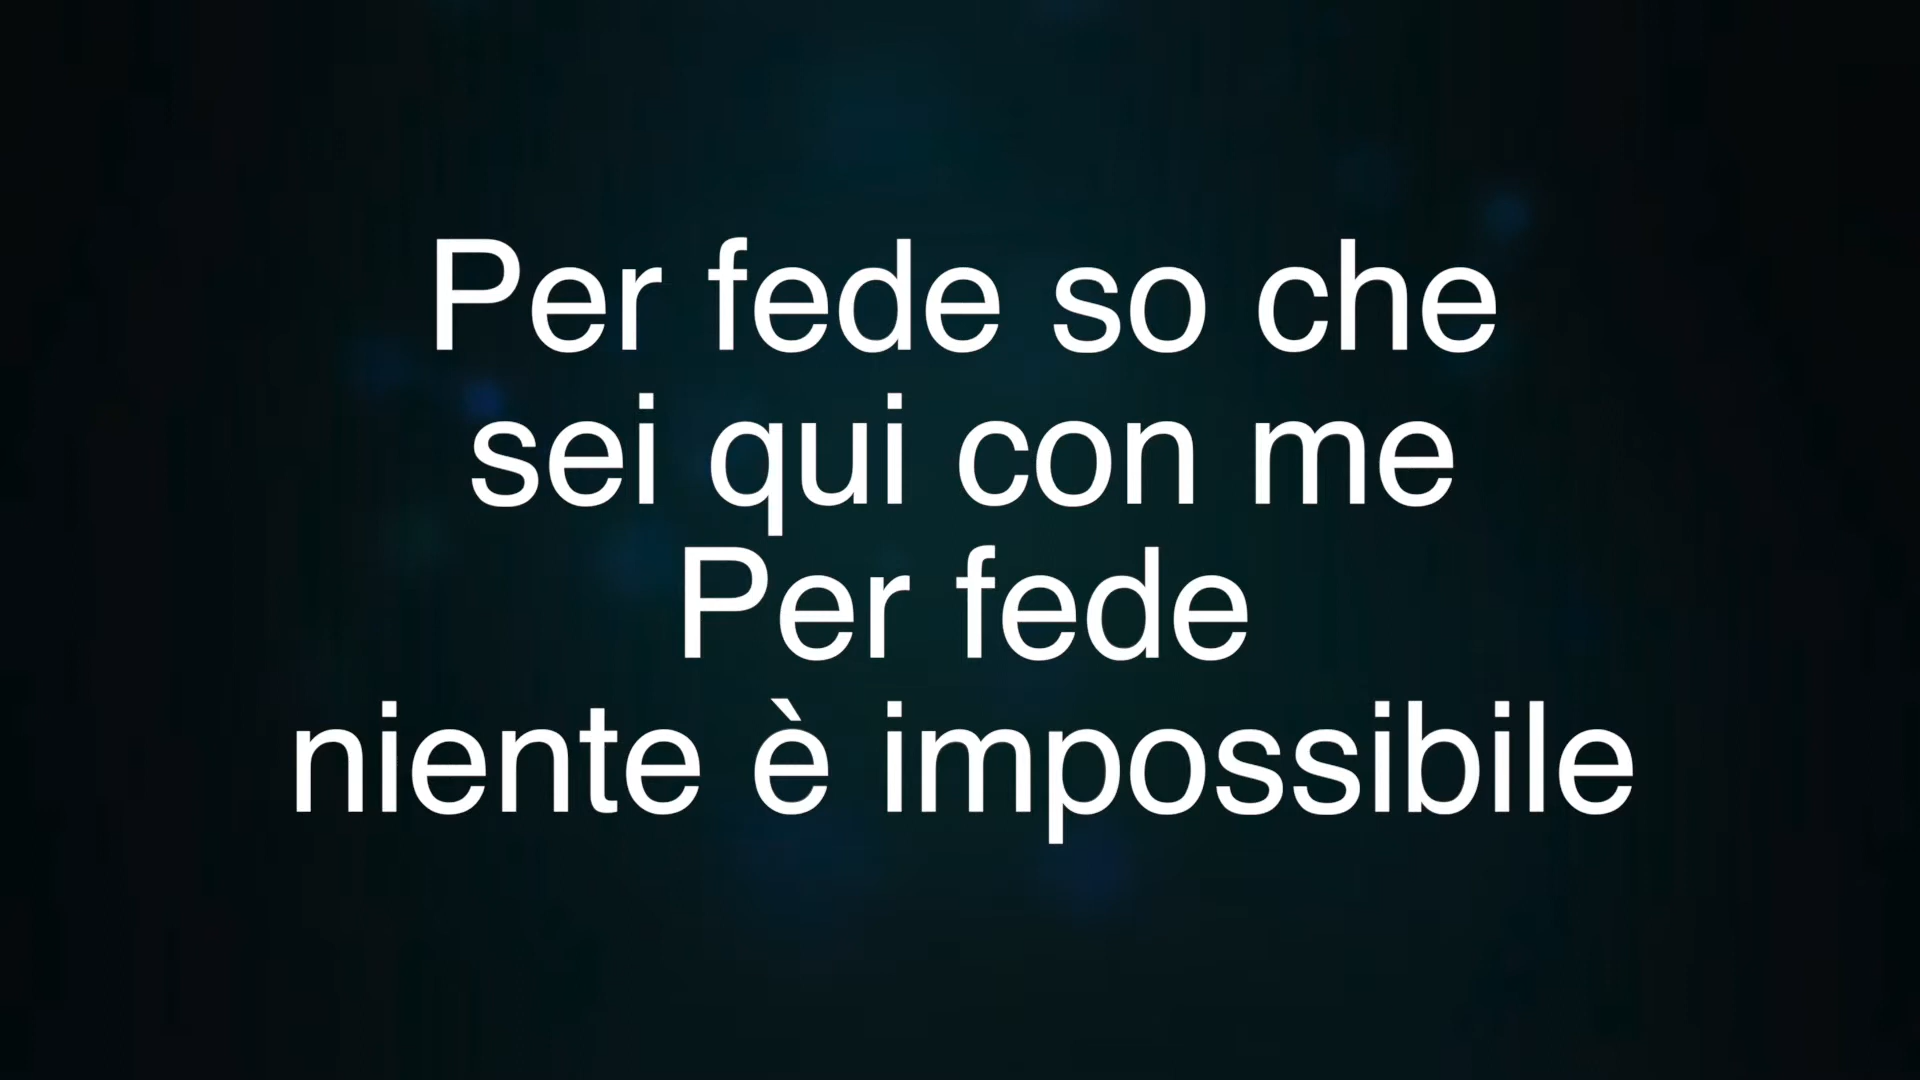 Per fede so che
sei qui con me
Per fede
niente è impossibile